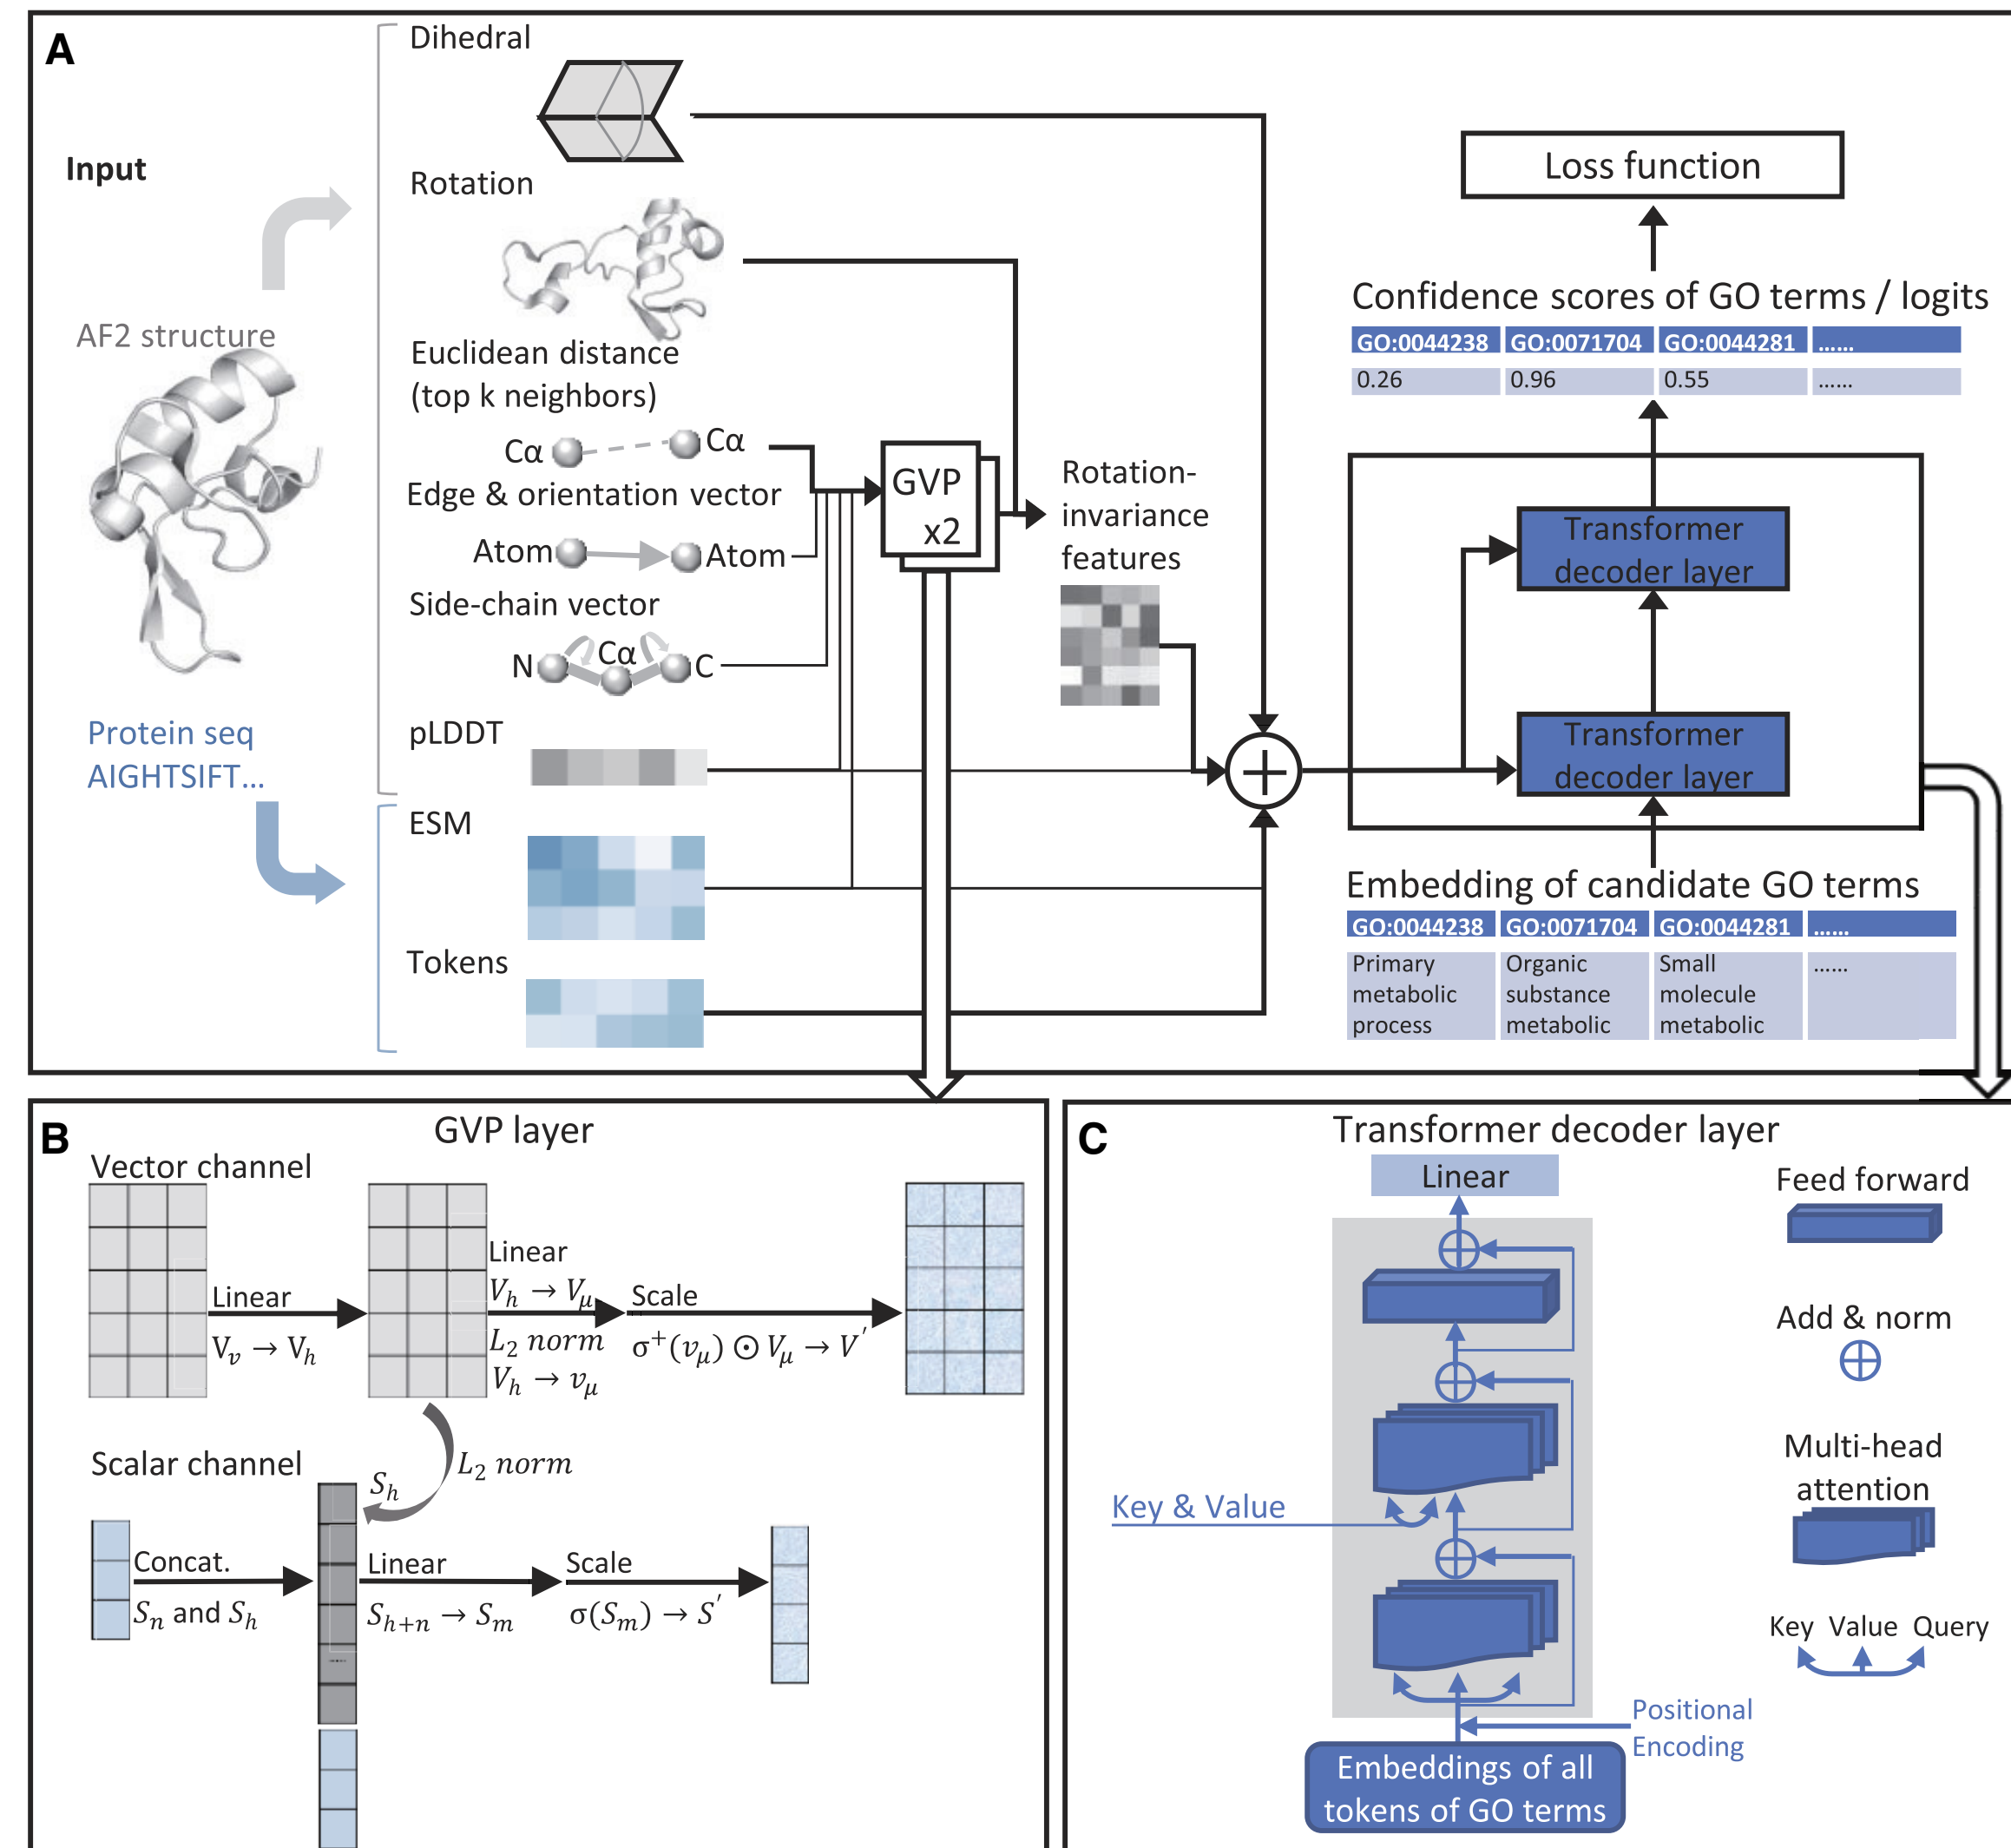 A
Input
AF2 structure
Protein seq
AIGHTSIFT...
Dihedral
Rotation
Euclidean distance
(top k neighbors)
Cα Cα
Edge & orientation vector
Atom Atom
Side-chain vector
N Cα C
pLDDT
ESM
Tokens
GVP
x2
Rotation-
invariance
features
Loss function
Confidence scores of GO terms / logits
GO:0044238 GO:0071704 GO:0044281 ......
0.26 0.96 0.55 ......
Transformer
decoder layer
Transformer
decoder layer
Embedding of candidate GO terms
GO:0044238 GO:0071704 GO:0044281 ......
Primary Organic Small ......
metabolic substance molecule
process metabolic metabolic
B
GVP layer
Vector channel
Linear
V_v → V_h
Linear
V_h → V_μ
L_2 norm
V_h → v_μ
Scale
σ^+(v_μ) ⊙ V_μ → V′
Scalar channel
S_h
L_2 norm
Concat.
S_n and S_h
Linear
S_{h+n} → S_m
Scale
σ(S_m) → S′
C
Transformer decoder layer
Linear
Key & Value
Positional
Encoding
Embeddings of all
tokens of GO terms
Feed forward
Add & norm
Multi-head
attention
Key Value Query